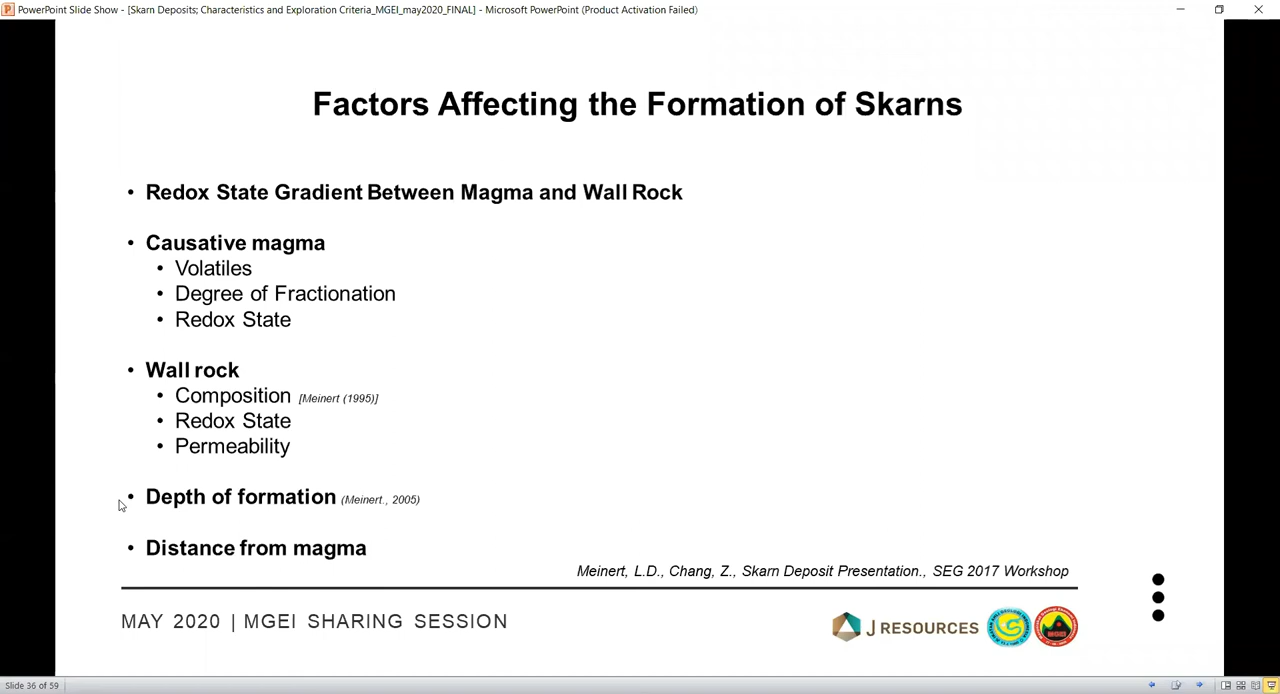 PowerPoint Slide Show - [Skarn Deposits; Characteristics and Exploration Criteria_MGEI_may2020_FINAL] - Microsoft PowerPoint (Product Activation Failed)
Factors Affecting the Formation of Skarns
• Redox State Gradient Between Magma and Wall Rock
• Causative magma
• Volatiles
• Degree of Fractionation
• Redox State
• Wall rock
• Composition [Meinert (1995)]
• Redox State
• Permeability
• Depth of formation (Meinert., 2005)
• Distance from magma
Meinert, L.D., Chang, Z., Skarn Deposit Presentation., SEG 2017 Workshop
MAY 2020 | MGEI SHARING SESSION
J RESOURCES
Slide 36 of 59